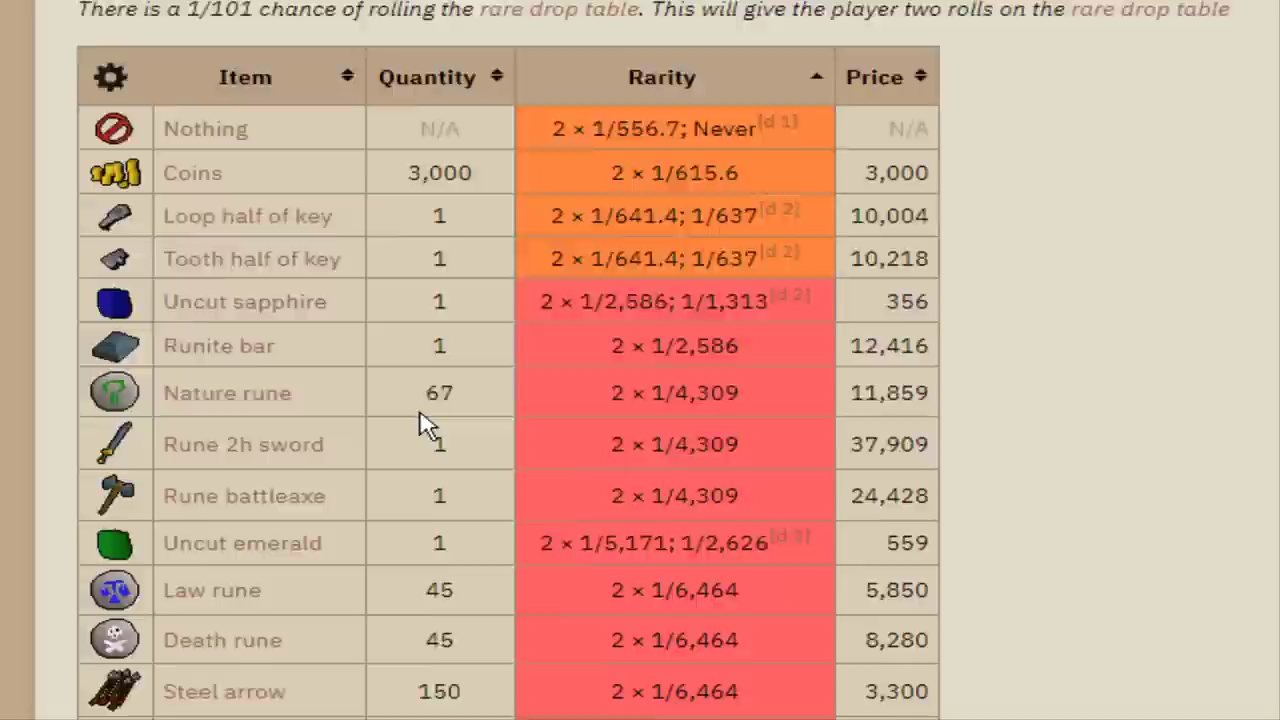 There is a 1/101 chance of rolling the rare drop table. This will give the player two rolls on the rare drop table
Item Quantity Rarity Price
Nothing N/A 2 × 1/556.7; Never[d 1] N/A
Coins 3,000 2 × 1/615.6 3,000
Loop half of key 1 2 × 1/641.4; 1/637[d 2] 10,004
Tooth half of key 1 2 × 1/641.4; 1/637[d 2] 10,218
Uncut sapphire 1 2 × 1/2,586; 1/1,313[d 2] 356
Runite bar 1 2 × 1/2,586 12,416
Nature rune 67 2 × 1/4,309 11,859
Rune 2h sword 1 2 × 1/4,309 37,909
Rune battleaxe 1 2 × 1/4,309 24,428
Uncut emerald 1 2 × 1/5,171; 1/2,626[d 2] 559
Law rune 45 2 × 1/6,464 5,850
Death rune 45 2 × 1/6,464 8,280
Steel arrow 150 2 × 1/6,464 3,300